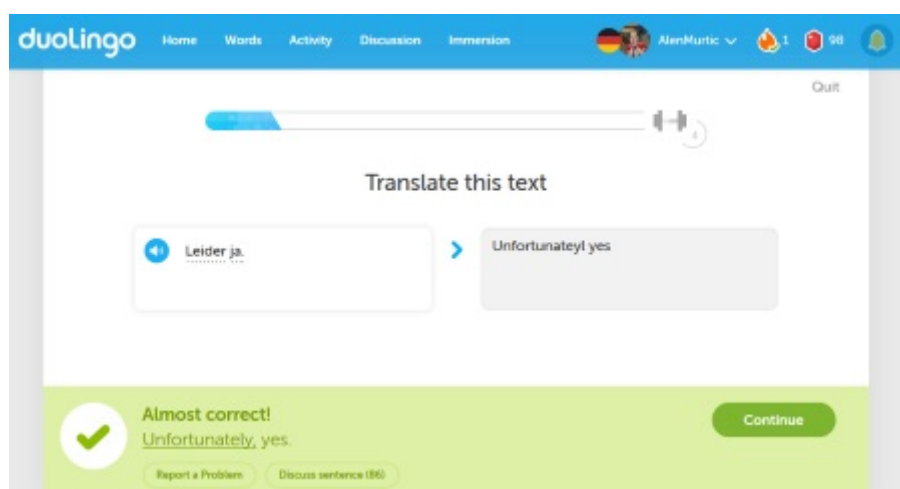 duolingo Home Words Activity Discussion Immersion AlenMurtic 1 98
Quit
4
Translate this text
Leider ja.
Unfortunateyl yes
Almost correct!
Unfortunately, yes.
Continue
Report a Problem Discuss sentence (86)